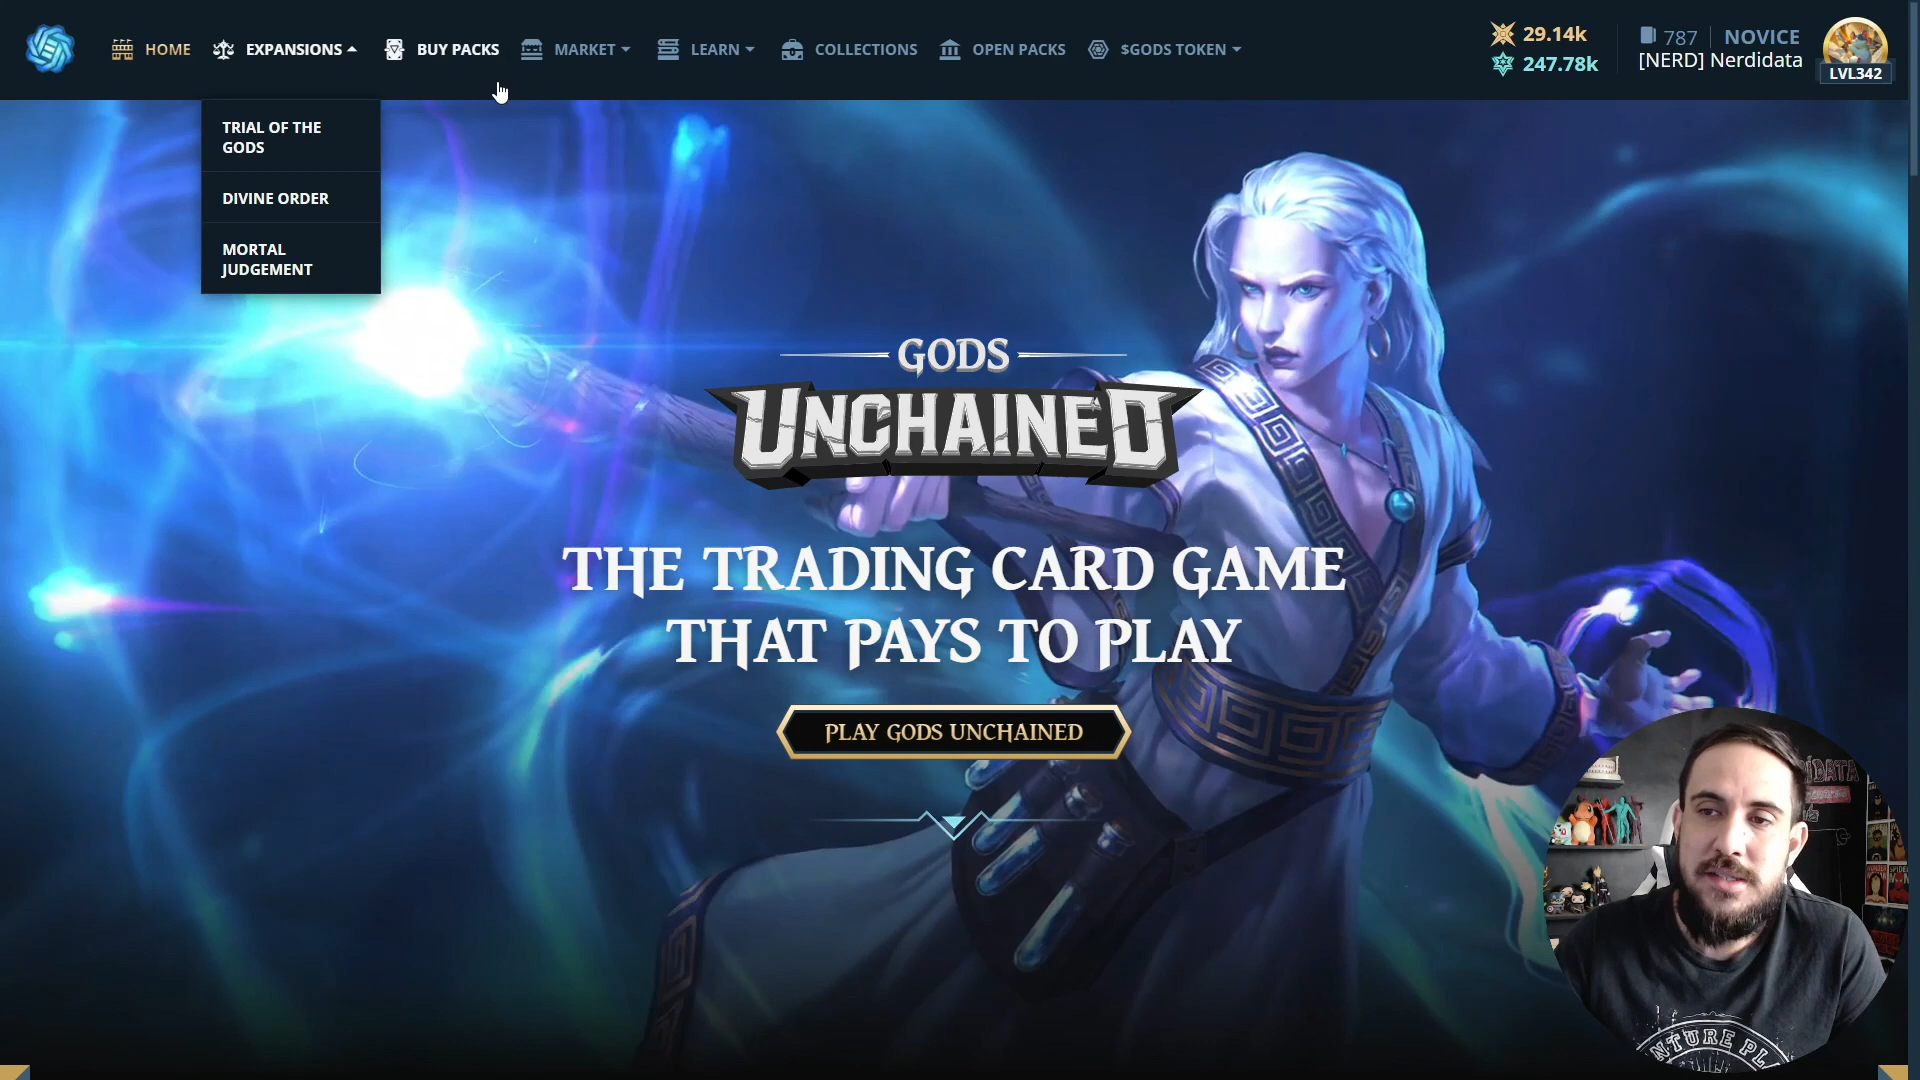 HOME
EXPANSIONS
BUY PACKS
MARKET
LEARN
COLLECTIONS
OPEN PACKS
$GODS TOKEN
29.14k
247.78k
787
NOVICE
[NERD] Nerdidata
LVL342
TRIAL OF THE
GODS
DIVINE ORDER
MORTAL
JUDGEMENT
GODS
UNCHAINED
THE TRADING CARD GAME
THAT PAYS TO PLAY
PLAY GODS UNCHAINED